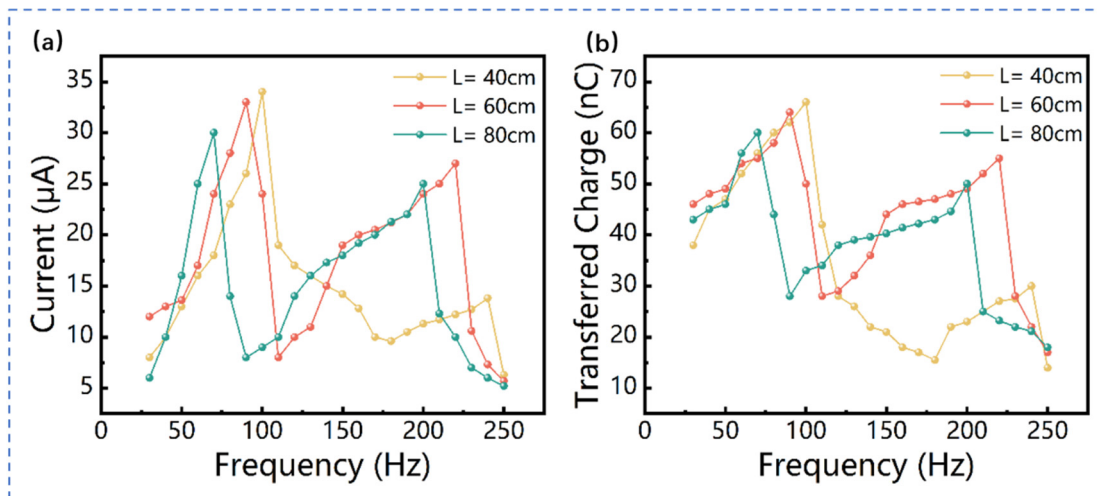 (a)
Current (μA)
35
30
25
20
15
10
5
L= 40cm
L= 60cm
L= 80cm
0
50
100
150
200
250
Frequency (Hz)
(b)
Transferred Charge (nC)
70
60
50
40
30
20
10
L= 40cm
L= 60cm
L= 80cm
0
50
100
150
200
250
Frequency (Hz)